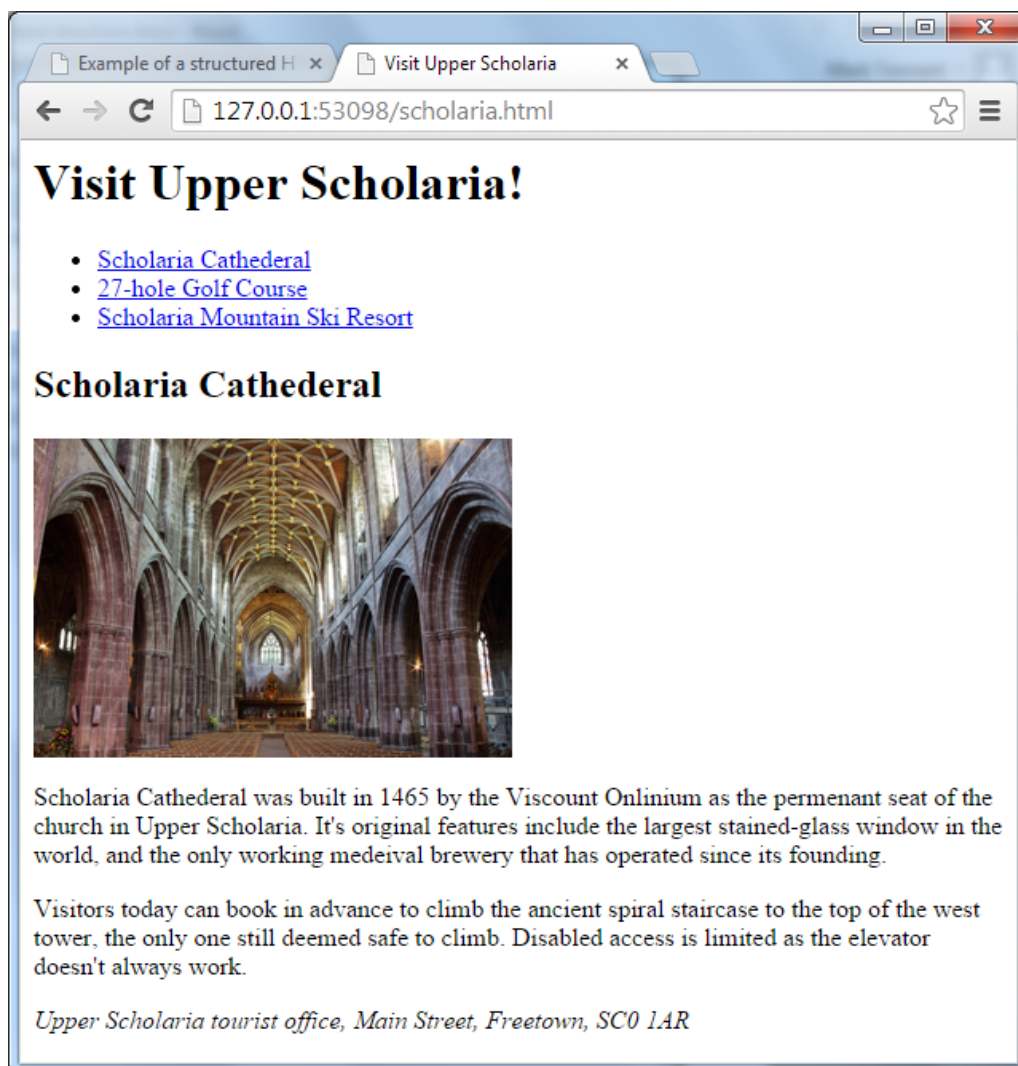 Example of a structured H
Visit Upper Scholaria
127.0.0.1:53098/scholaria.html
Visit Upper Scholaria!
Scholaria Cathederal
27-hole Golf Course
Scholaria Mountain Ski Resort
Scholaria Cathederal
Scholaria Cathederal was built in 1465 by the Viscount Onlinium as the permenant seat of the
church in Upper Scholaria. It's original features include the largest stained-glass window in the
world, and the only working medeival brewery that has operated since its founding.
Visitors today can book in advance to climb the ancient spiral staircase to the top of the west
tower, the only one still deemed safe to climb. Disabled access is limited as the elevator
doesn't always work.
Upper Scholaria tourist office, Main Street, Freetown, SC0 1AR